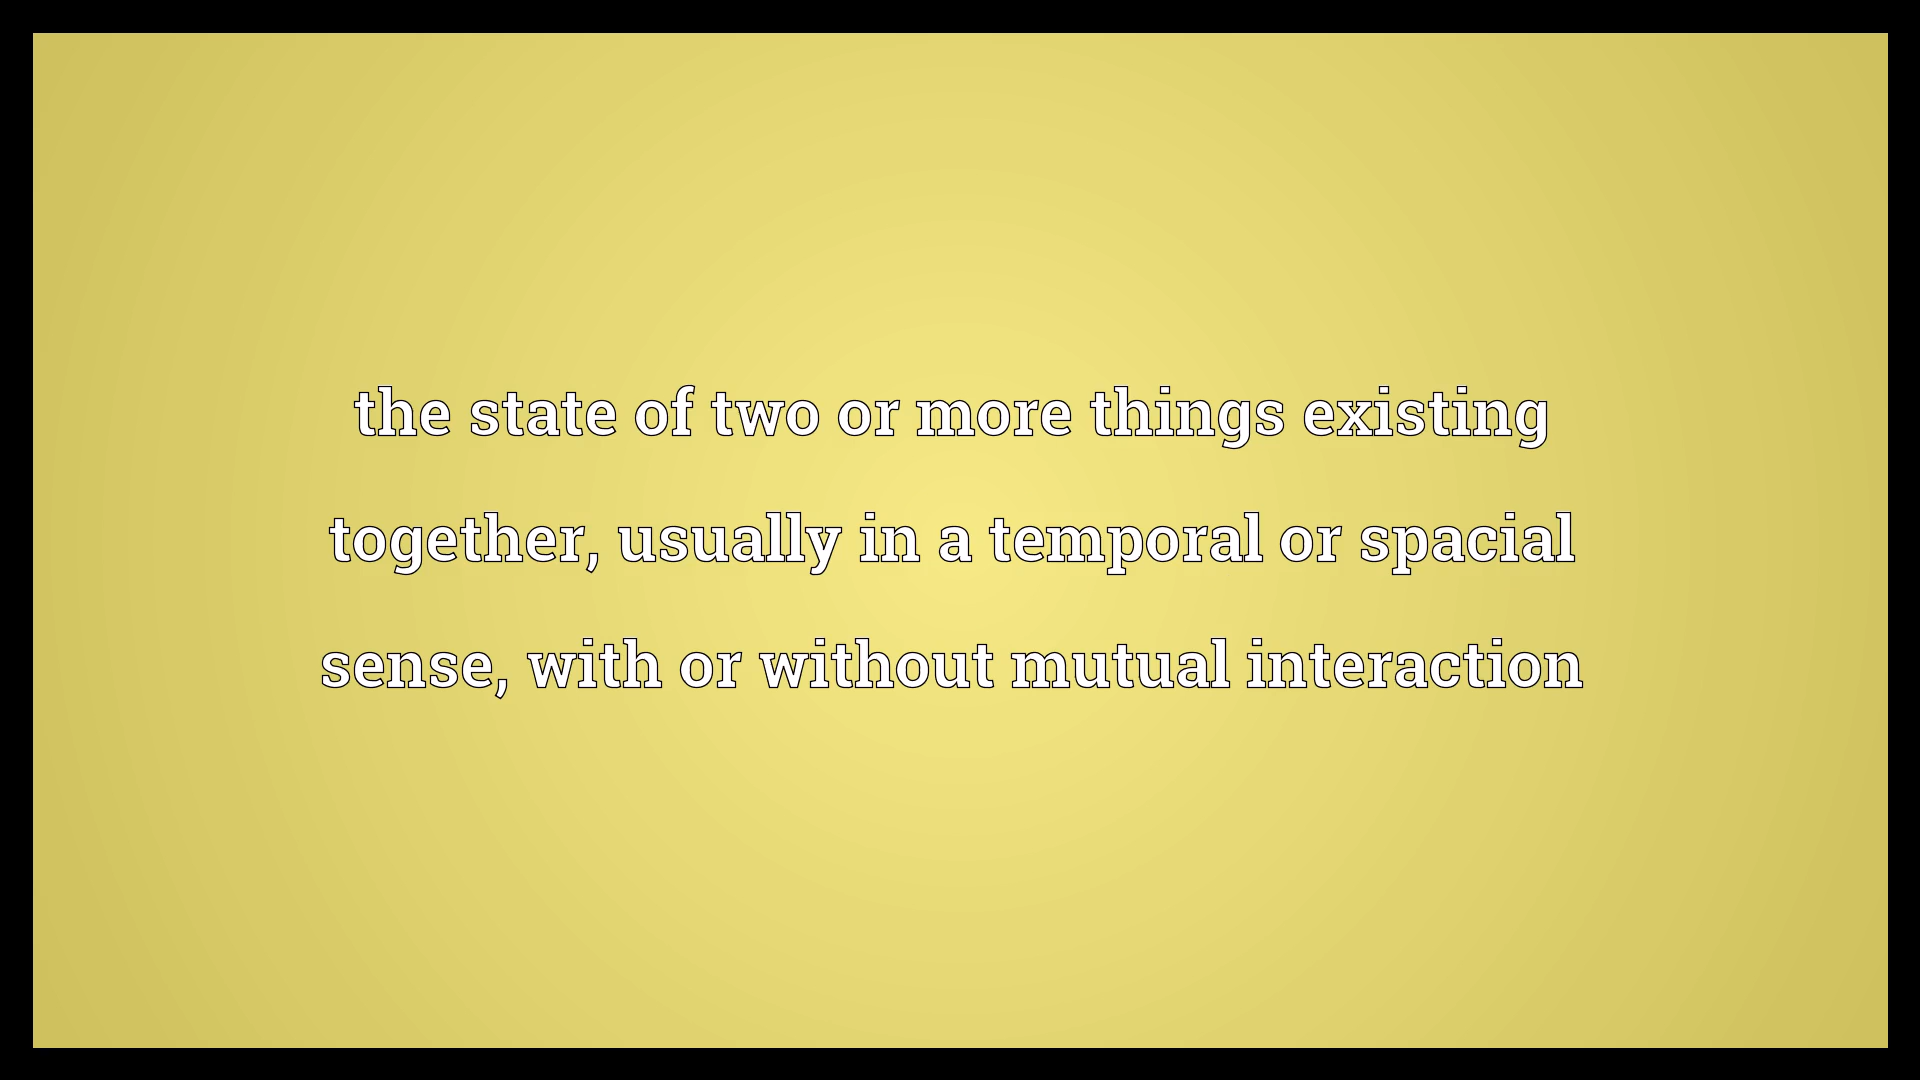 the state of two or more things existing
together, usually in a temporal or spacial
sense, with or without mutual interaction